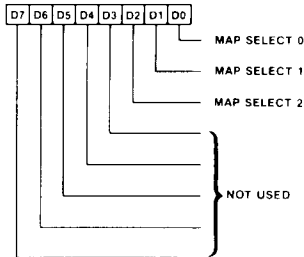 D7 D6 D5 D4 D3 D2 D1 D0
MAP SELECT 0
MAP SELECT 1
MAP SELECT 2
NOT USED